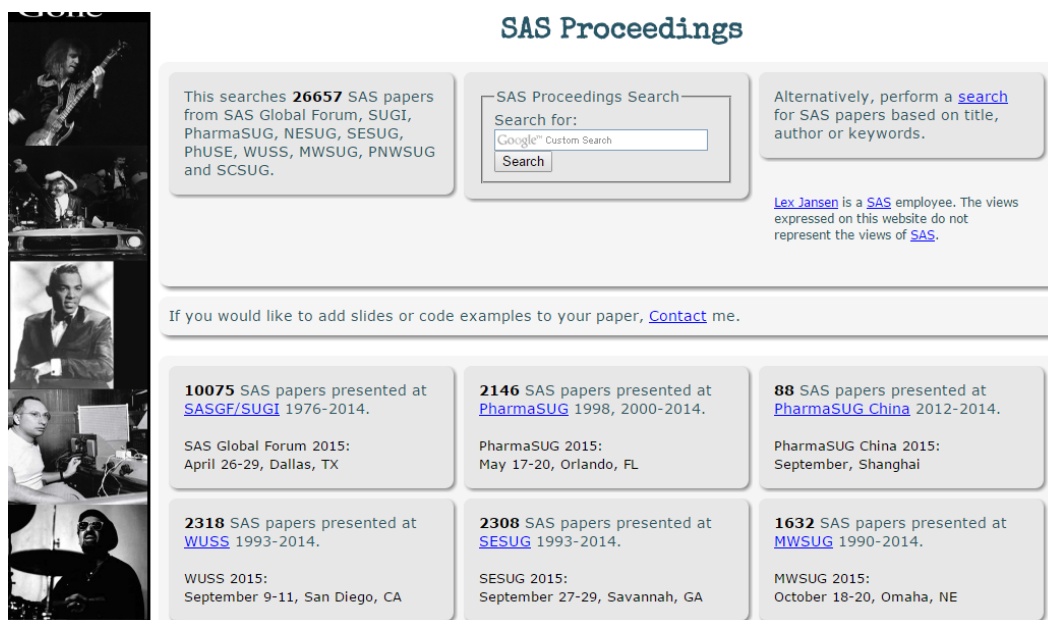 SAS Proceedings
This searches 26657 SAS papers
from SAS Global Forum, SUGI,
PharmaSUG, NESUG, SESUG,
PhUSE, WUSS, MWSUG, PNWSUG
and SCSUG.
SAS Proceedings Search
Search for:
Google™ Custom Search
Search
Alternatively, perform a search
for SAS papers based on title,
author or keywords.
Lex Jansen is a SAS employee. The views
expressed on this website do not
represent the views of SAS.
If you would like to add slides or code examples to your paper, Contact me.
10075 SAS papers presented at
SASGF/SUGI 1976-2014.
SAS Global Forum 2015:
April 26-29, Dallas, TX
2146 SAS papers presented at
PharmaSUG 1998, 2000-2014.
PharmaSUG 2015:
May 17-20, Orlando, FL
88 SAS papers presented at
PharmaSUG China 2012-2014.
PharmaSUG China 2015:
September, Shanghai
2318 SAS papers presented at
WUSS 1993-2014.
WUSS 2015:
September 9-11, San Diego, CA
2308 SAS papers presented at
SESUG 1993-2014.
SESUG 2015:
September 27-29, Savannah, GA
1632 SAS papers presented at
MWSUG 1990-2014.
MWSUG 2015:
October 18-20, Omaha, NE